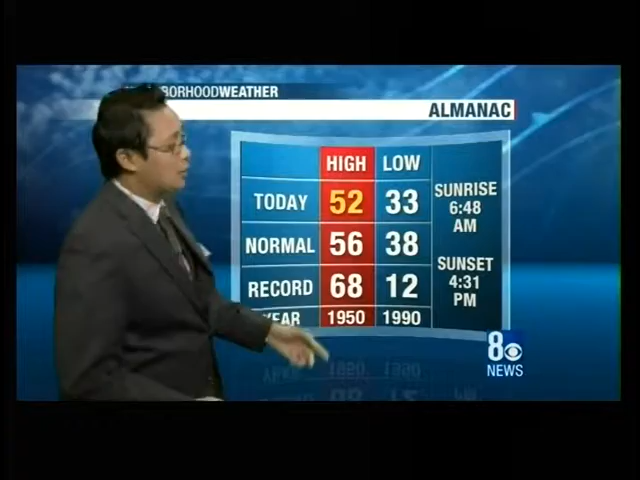 BORHOODWEATHER
ALMANAC
HIGH LOW
TODAY 52 33
NORMAL 56 38
RECORD 68 12
YEAR 1950 1990
SUNRISE
6:48
AM
SUNSET
4:31
PM
8
NEWS